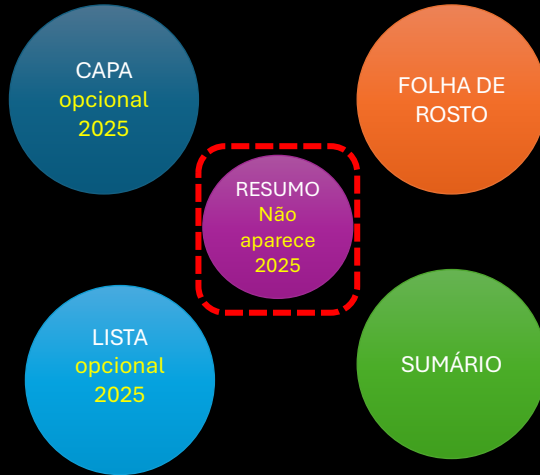 CAPA
opcional
2025
FOLHA DE
ROSTO
RESUMO
Não
aparece
2025
LISTA
opcional
2025
SUMÁRIO